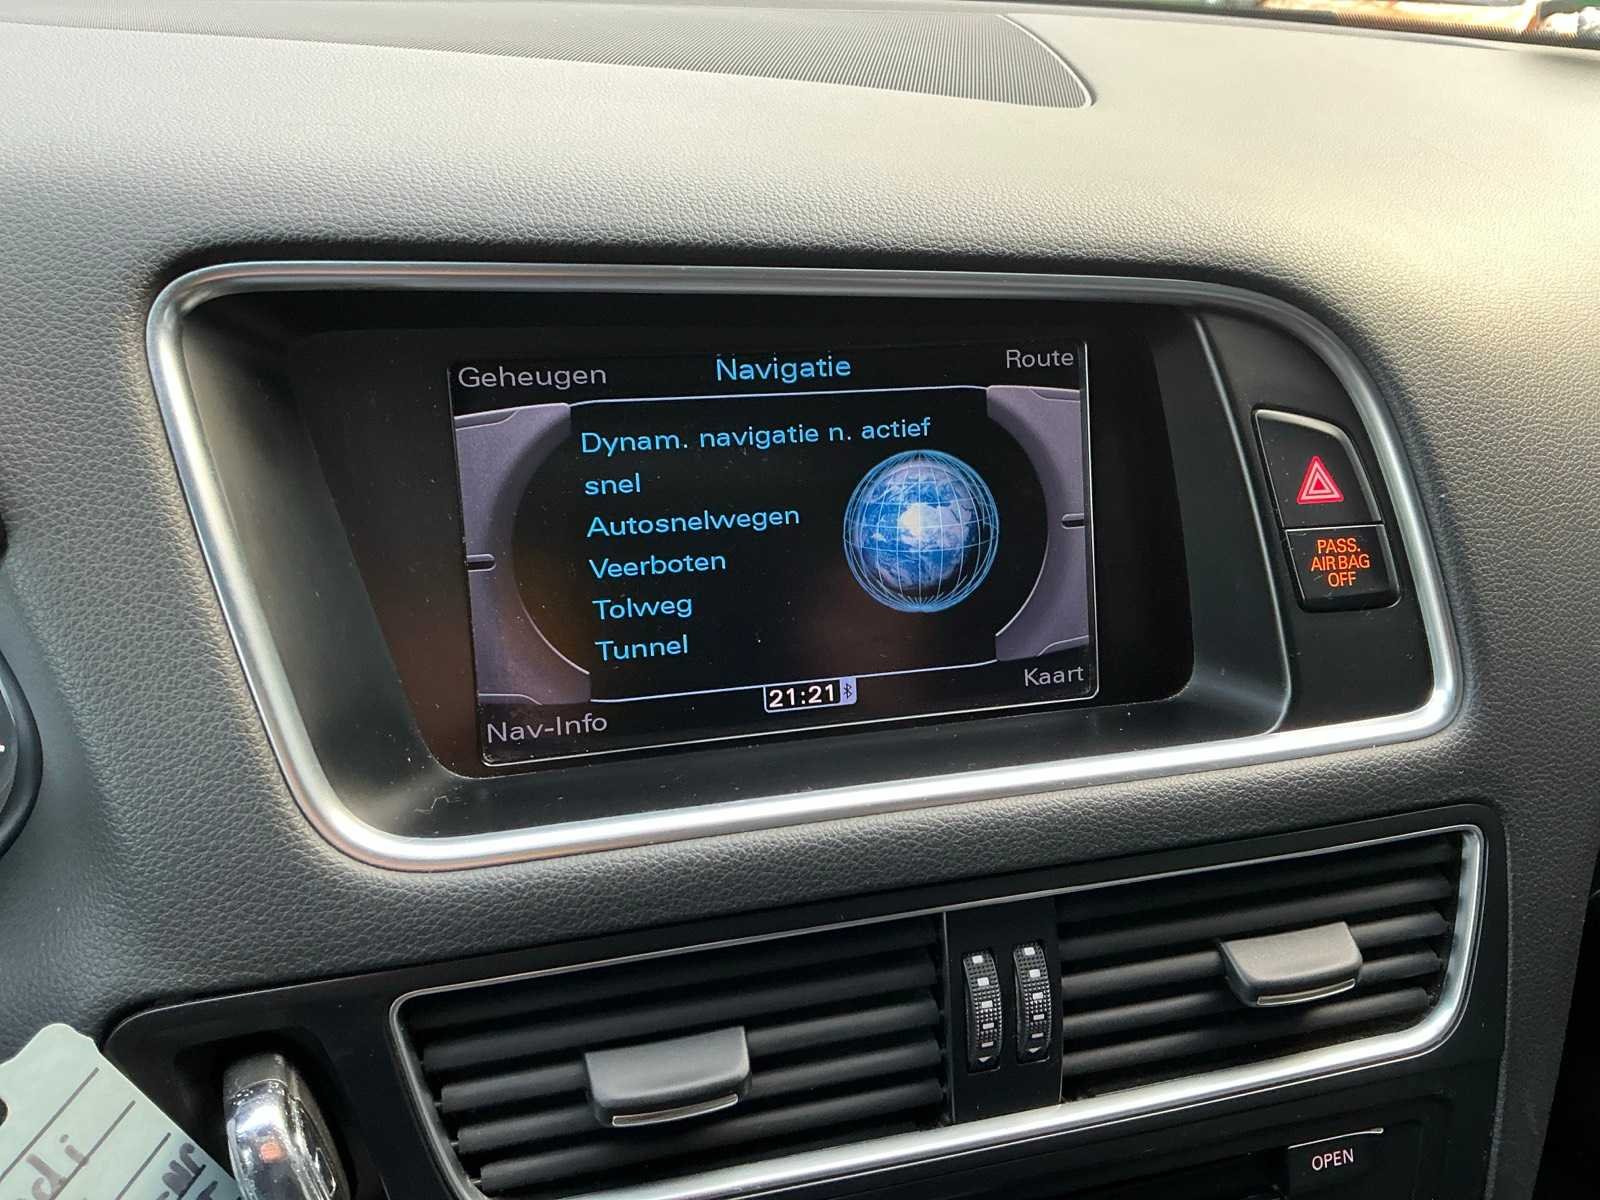 Geheugen
Navigatie
Route
Dynam. navigatie n. actief
snel
Autosnelwegen
Veerboten
Tolweg
Tunnel
21:21
Nav-Info
Kaart
PASS.
AIR BAG
OFF
OPEN